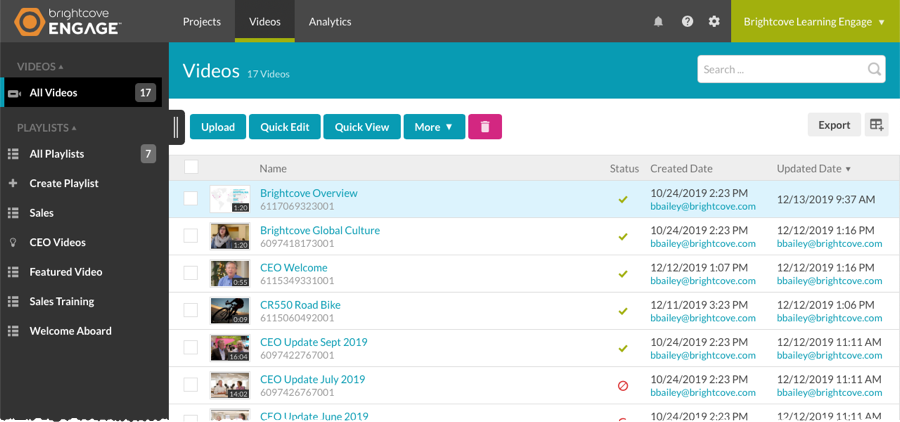 brightcove
ENGAGE™
Projects
Videos
Analytics
Brightcove Learning Engage ▼
VIDEOS
All Videos 17
PLAYLISTS
All Playlists 7
Create Playlist
Sales
CEO Videos
Featured Video
Sales Training
Welcome Aboard
Videos 17 Videos
Search ...
Upload
Quick Edit
Quick View
More ▼
Export
Name Status Created Date Updated Date ▼
1:20
Brightcove Overview
6117069323001
10/24/2019 2:23 PM
bbailey@brightcove.com
12/13/2019 9:37 AM
1:20
Brightcove Global Culture
6097418173001
10/24/2019 2:23 PM
bbailey@brightcove.com
12/12/2019 1:16 PM
bbailey@brightcove.com
0:55
CEO Welcome
6115349331001
12/12/2019 1:07 PM
bbailey@brightcove.com
12/12/2019 1:16 PM
bbailey@brightcove.com
0:09
CR550 Road Bike
6115060492001
12/11/2019 3:23 PM
bbailey@brightcove.com
12/12/2019 1:06 PM
bbailey@brightcove.com
16:04
CEO Update Sept 2019
6097422767001
10/24/2019 2:23 PM
bbailey@brightcove.com
12/12/2019 11:11 AM
bbailey@brightcove.com
14:02
CEO Update July 2019
6097426767001
10/24/2019 2:23 PM
bbailey@brightcove.com
12/12/2019 11:11 AM
bbailey@brightcove.com
CEO Update June 2019
10/24/2019 2:23 PM
12/12/2019 11:11 AM